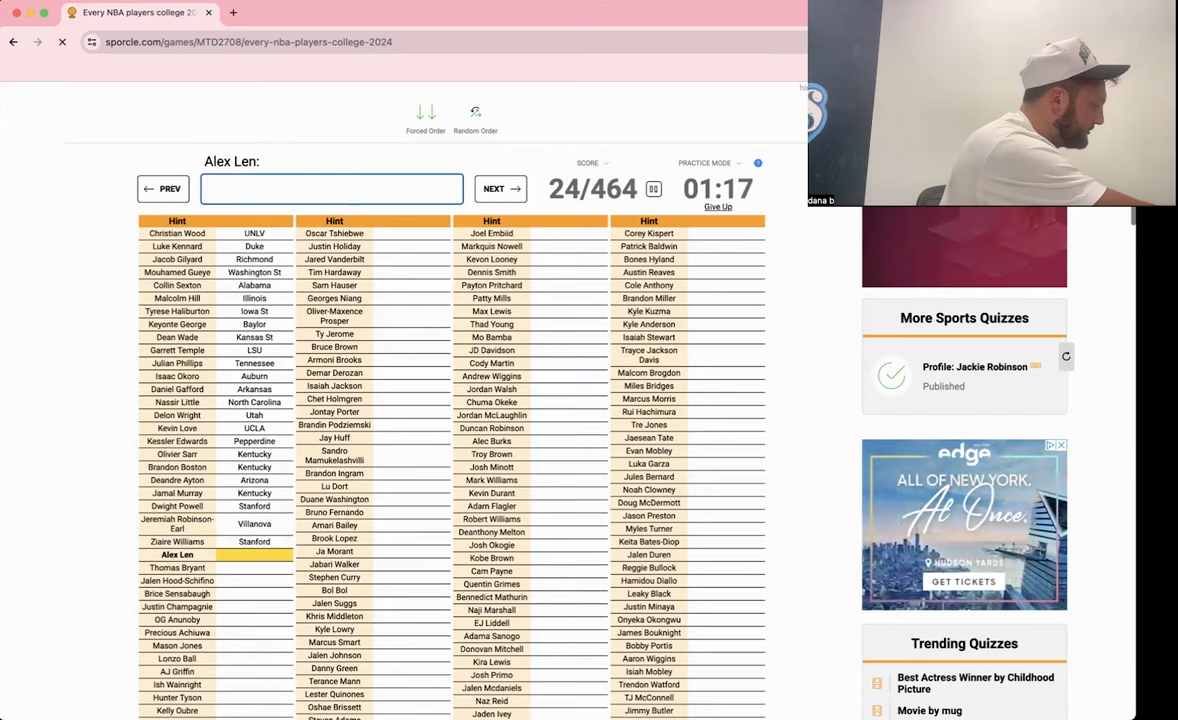 Every NBA players college 20
sporcle.com/games/MTD2708/every-nba-players-college-2024
Forced Order
Random Order
Alex Len:
SCORE
PRACTICE MODE
?
← PREV
NEXT →
24/464
01:17
Give Up
dana b
Hint Hint Hint Hint
Christian Wood UNLV
Luke Kennard Duke
Jacob Gilyard Richmond
Mouhamed Gueye Washington St
Collin Sexton Alabama
Malcolm Hill Illinois
Tyrese Haliburton Iowa St
Keyonte George Baylor
Dean Wade Kansas St
Garrett Temple LSU
Julian Phillips Tennessee
Isaac Okoro Auburn
Daniel Gafford Arkansas
Nassir Little North Carolina
Delon Wright Utah
Kevin Love UCLA
Kessler Edwards Pepperdine
Olivier Sarr Kentucky
Brandon Boston Kentucky
Deandre Ayton Arizona
Jamal Murray Kentucky
Dwight Powell Stanford
Jeremiah Robinson-
Earl Villanova
Ziaire Williams Stanford
Alex Len
Thomas Bryant
Jalen Hood-Schifino
Brice Sensabaugh
Justin Champagnie
OG Anunoby
Precious Achiuwa
Mason Jones
Lonzo Ball
AJ Griffin
Ish Wainright
Hunter Tyson
Kelly Oubre
Oscar Tshiebwe
Justin Holiday
Jared Vanderbilt
Tim Hardaway
Sam Hauser
Georges Niang
Oliver-Maxence
Prosper
Ty Jerome
Bruce Brown
Armoni Brooks
Demar Derozan
Isaiah Jackson
Chet Holmgren
Jontay Porter
Brandin Podziemski
Jay Huff
Sandro
Mamukelashvili
Brandon Ingram
Lu Dort
Duane Washington
Bruno Fernando
Amari Bailey
Brook Lopez
Ja Morant
Jabari Walker
Stephen Curry
Bol Bol
Jalen Suggs
Khris Middleton
Kyle Lowry
Marcus Smart
Jalen Johnson
Danny Green
Terance Mann
Lester Quinones
Oshae Brissett
Steven Adams
Joel Embiid
Markquis Nowell
Kevon Looney
Dennis Smith
Payton Pritchard
Patty Mills
Max Lewis
Thad Young
Mo Bamba
JD Davidson
Cody Martin
Andrew Wiggins
Jordan Walsh
Chuma Okeke
Jordan McLaughlin
Duncan Robinson
Alec Burks
Troy Brown
Josh Minott
Mark Williams
Kevin Durant
Adam Flagler
Robert Williams
Deanthony Melton
Josh Okogie
Kobe Brown
Cam Payne
Quentin Grimes
Bennedict Mathurin
Naji Marshall
EJ Liddell
Adama Sanogo
Donovan Mitchell
Kira Lewis
Josh Primo
Jalen Mcdaniels
Naz Reid
Jaden Ivey
Corey Kispert
Patrick Baldwin
Bones Hyland
Austin Reaves
Cole Anthony
Brandon Miller
Kyle Kuzma
Kyle Anderson
Isaiah Stewart
Trayce Jackson
Davis
Malcom Brogdon
Miles Bridges
Marcus Morris
Rui Hachimura
Tre Jones
Jaesean Tate
Evan Mobley
Luka Garza
Jules Bernard
Noah Clowney
Doug McDermott
Jason Preston
Myles Turner
Keita Bates-Diop
Jalen Duren
Reggie Bullock
Hamidou Diallo
Leaky Black
Justin Minaya
Onyeka Okongwu
James Bouknight
Bobby Portis
Aaron Wiggins
Isiah Mobley
Trendon Watford
TJ McConnell
Jimmy Butler
More Sports Quizzes
Profile: Jackie Robinson
Published
edge
ALL OF NEW YORK.
At Once.
HUDSON YARDS
GET TICKETS
Trending Quizzes
Best Actress Winner by Childhood
Picture
Movie by mug